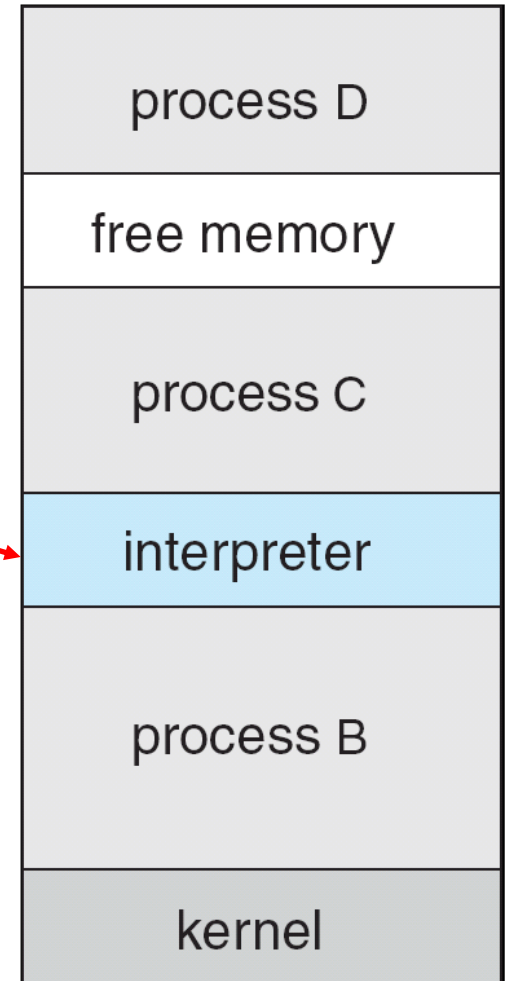 process D
free memory
process C
interpreter
process B
kernel